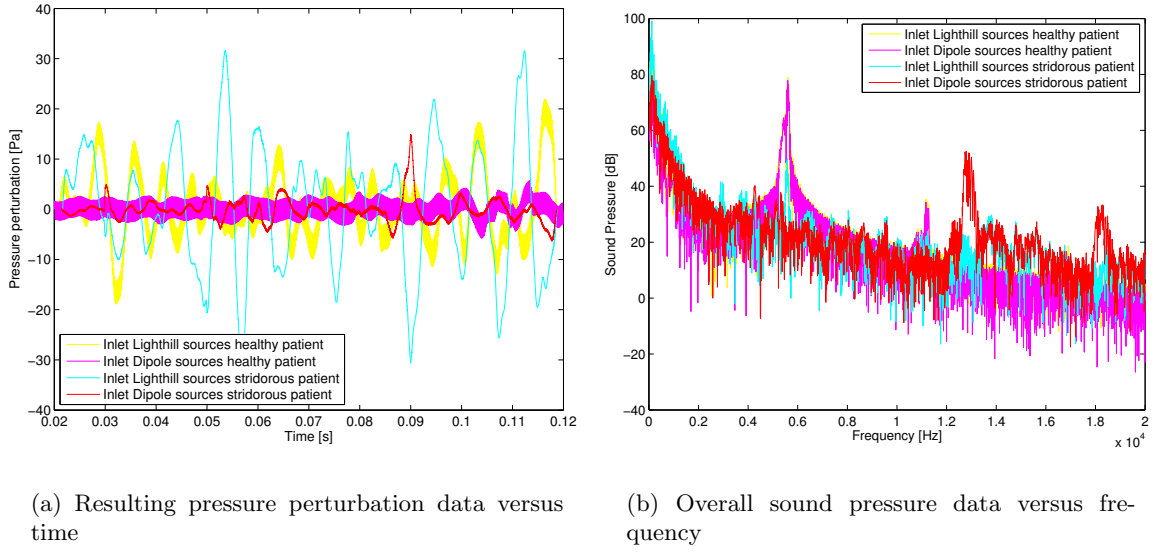 40
30
20
10
0
−10
−20
−30
−40
Pressure perturbation [Pa]
Inlet Lighthill sources healthy patient
Inlet Dipole sources healthy patient
Inlet Lighthill sources stridorous patient
Inlet Dipole sources stridorous patient
0.02 0.03 0.04 0.05 0.06 0.07 0.08 0.09 0.1 0.11 0.12
Time [s]
100
80
60
40
20
0
−20
−40
Sound Pressure [dB]
Inlet Lighthill sources healthy patient
Inlet Dipole sources healthy patient
Inlet Lighthill sources stridorous patient
Inlet Dipole sources stridorous patient
0 0.2 0.4 0.6 0.8 1 1.2 1.4 1.6 1.8 20
Frequency [Hz]
x 10^4
(a) Resulting pressure perturbation data versus
time
(b) Overall sound pressure data versus fre-
quency